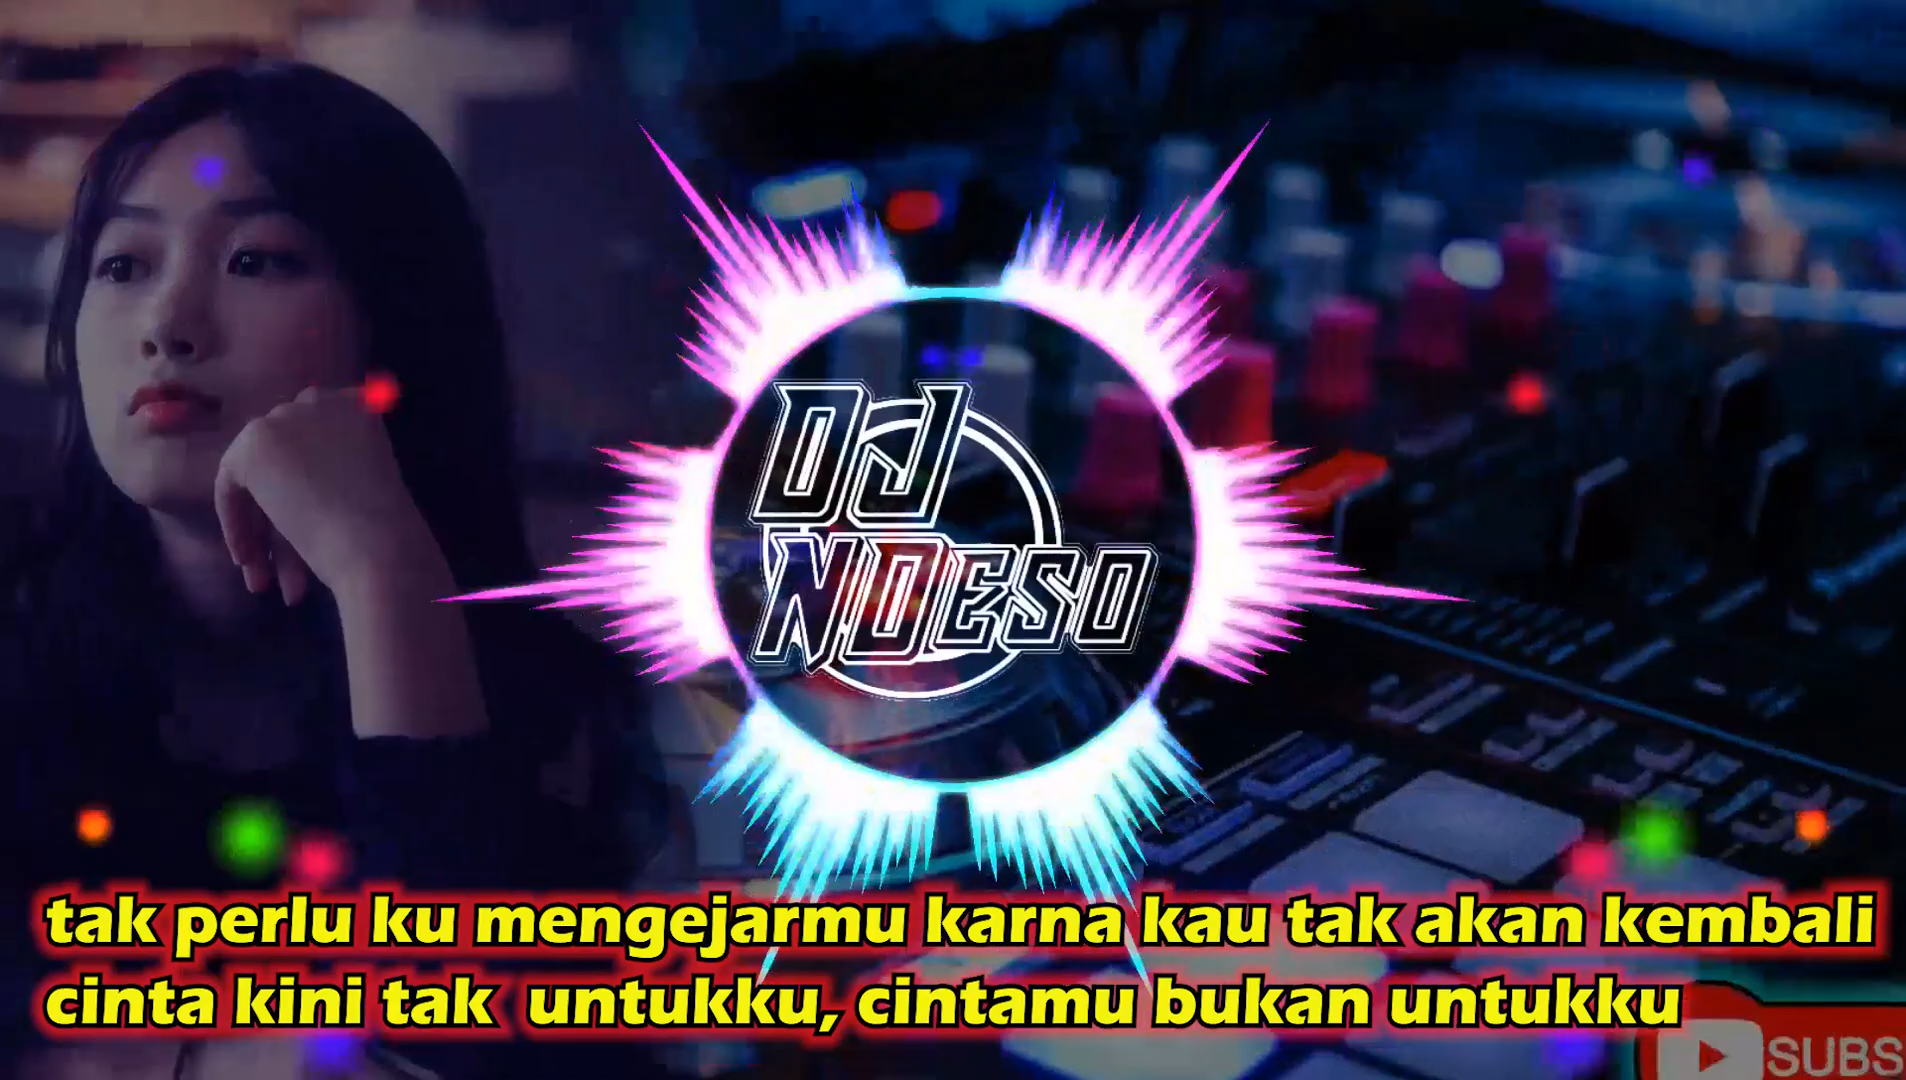 DJ
NDESO
tak perlu ku mengejarmu karna kau tak akan kembali
cinta kini tak untukku, cintamu bukan untukku
SUBS